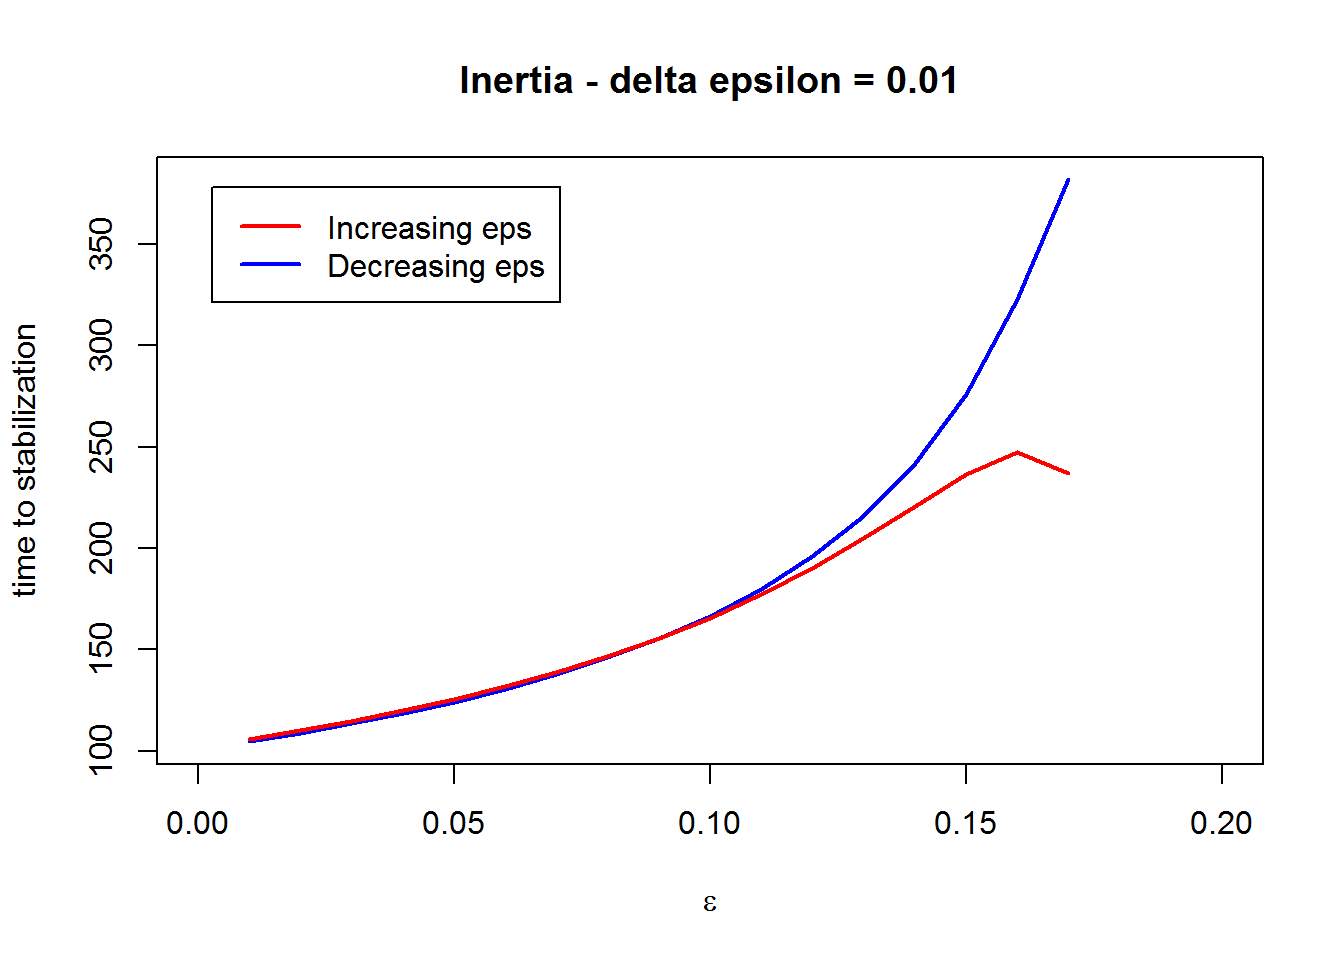 Inertia - delta epsilon = 0.01
Increasing eps
Decreasing eps
time to stabilization
350
300
250
200
150
100
0.00 0.05 0.10 0.15 0.20
ε